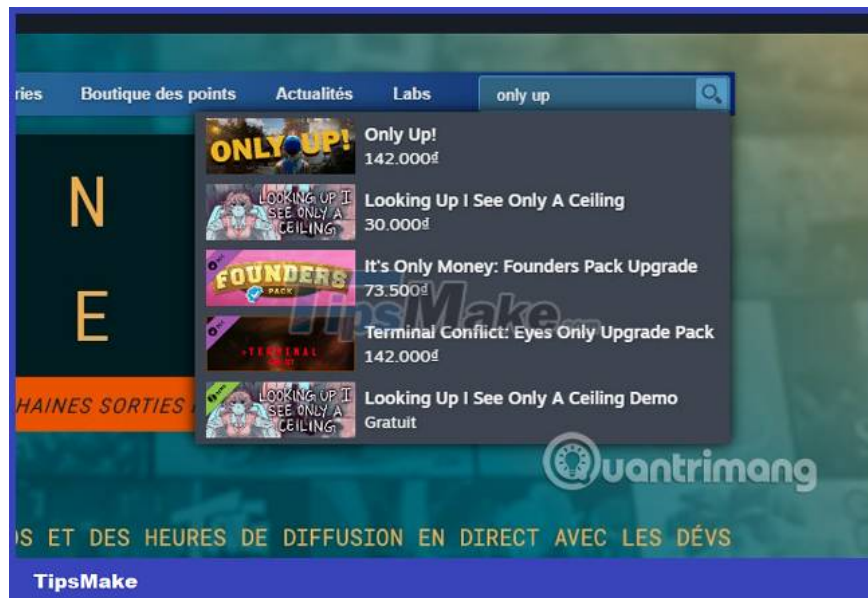 ries Boutique des points Actualités Labs only up
N
E
HAINES SORTIES
ONLY UP!
Only Up!
142.000₫
LOOKING UP I
SEE ONLY A
CEILING
Looking Up I See Only A Ceiling
30.000₫
FOUNDERS
PACK
It's Only Money: Founders Pack Upgrade
73.500₫
TERMINAL
CONFLICT
Terminal Conflict: Eyes Only Upgrade Pack
142.000₫
LOOKING UP I
SEE ONLY A
CEILING
Looking Up I See Only A Ceiling Demo
Gratuit
TipsMake
Quantrimang
S ET DES HEURES DE DIFFUSION EN DIRECT AVEC LES DÉVS
TipsMake